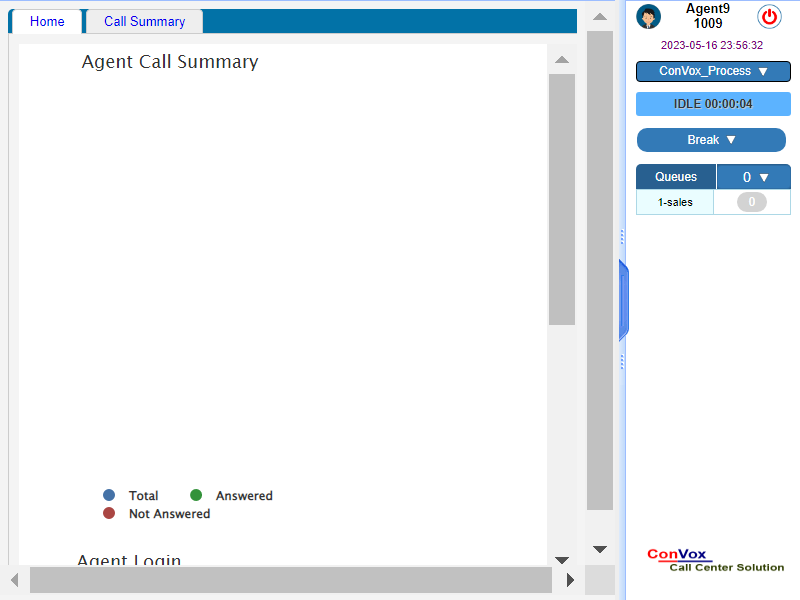 Home
Call Summary
Agent Call Summary
Total
Answered
Not Answered
Agent Login
Agent9
1009
2023-05-16 23:56:32
ConVox_Process ▼
IDLE 00:00:04
Break ▼
Queues
0 ▼
1-sales
0
ConVox
Call Center Solution